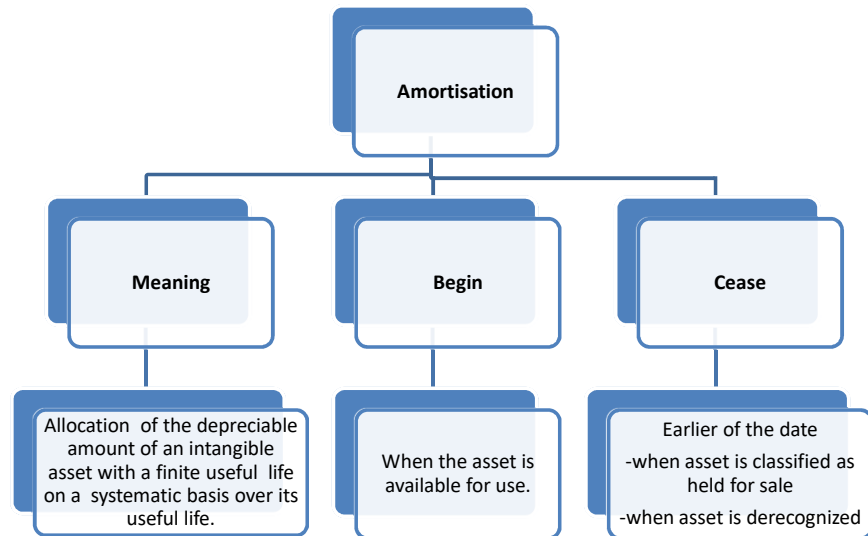 Amortisation
Meaning
Begin
Cease
Allocation of the depreciable
amount of an intangible
asset with a finite useful life
on a systematic basis over its
useful life.
When the asset is
available for use.
Earlier of the date
-when asset is classified as
held for sale
-when asset is derecognized